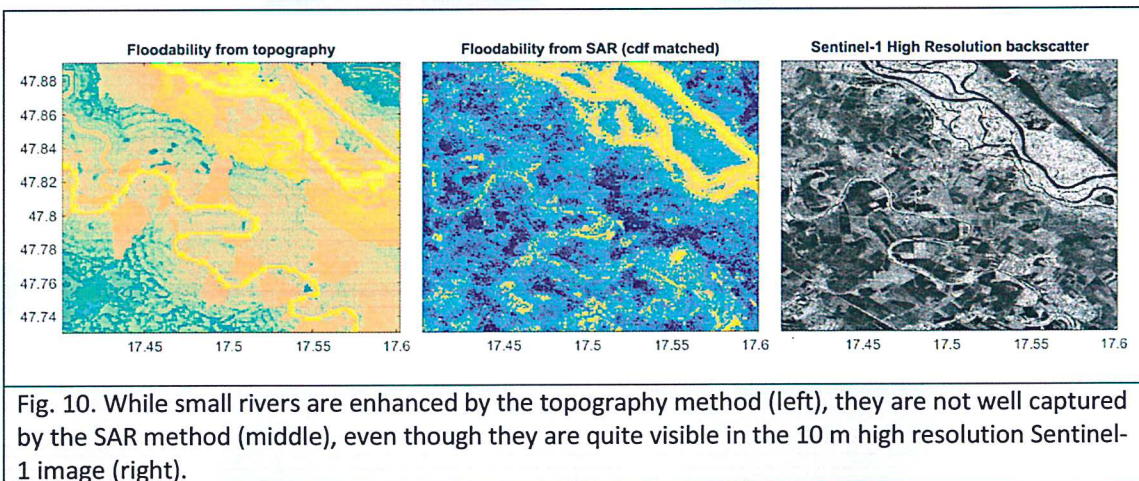 Floodability from topography
Floodability from SAR (cdf matched)
Sentinel-1 High Resolution backscatter
47.88
47.86
47.84
47.82
47.8
47.78
47.76
47.74
17.45 17.5 17.55 17.6
17.45 17.5 17.55 17.6
17.45 17.5 17.55 17.6
Fig. 10. While small rivers are enhanced by the topography method (left), they are not well captured
by the SAR method (middle), even though they are quite visible in the 10 m high resolution Sentinel-
1 image (right).